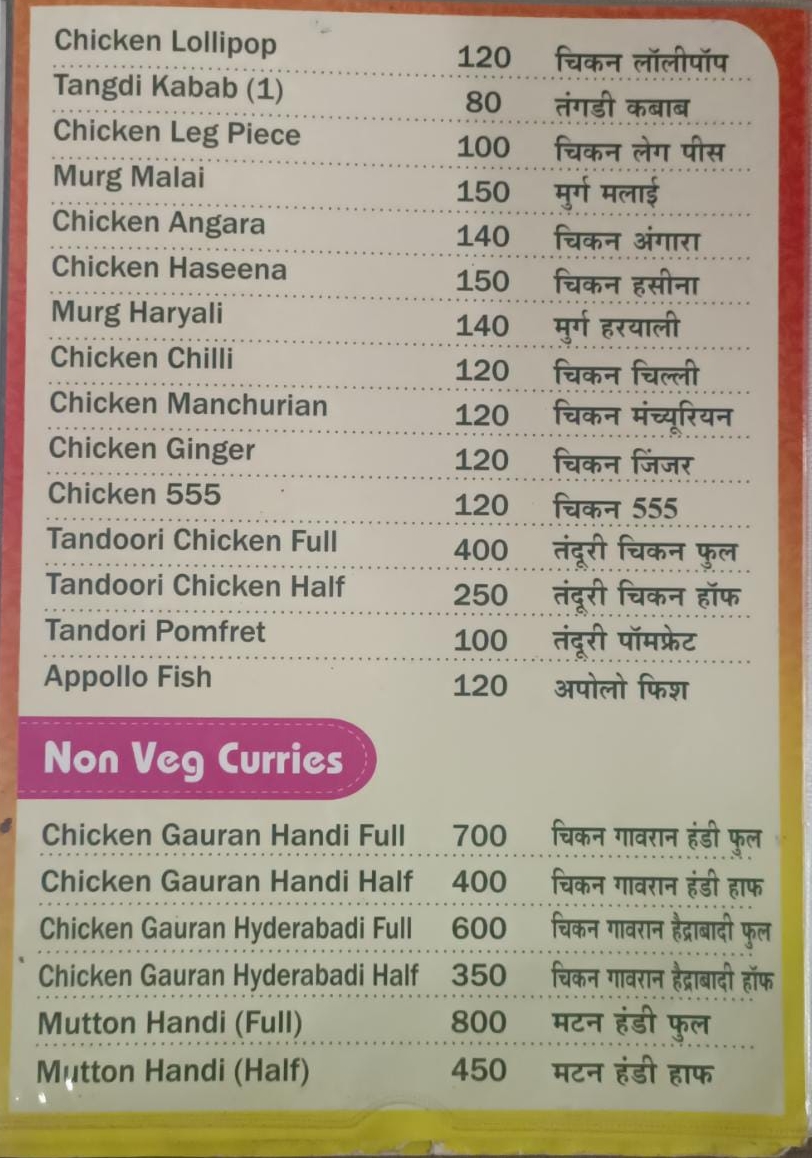 Chicken Lollipop 120 चिकन लॉलीपॉप
Tangdi Kabab (1) 80 तंगडी कबाब
Chicken Leg Piece 100 चिकन लेग पीस
Murg Malai 150 मुर्ग मलाई
Chicken Angara 140 चिकन अंगारा
Chicken Haseena 150 चिकन हसीना
Murg Haryali 140 मुर्ग हरयाली
Chicken Chilli 120 चिकन चिल्ली
Chicken Manchurian 120 चिकन मंच्यूरियन
Chicken Ginger 120 चिकन जिंजर
Chicken 555 120 चिकन 555
Tandoori Chicken Full 400 तंदूरी चिकन फुल
Tandoori Chicken Half 250 तंदूरी चिकन हॉफ
Tandori Pomfret 100 तंदूरी पॉमफ्रेट
Appollo Fish 120 अपोलो फिश
Non Veg Curries
Chicken Gauran Handi Full 700 चिकन गावरान हंडी फुल
Chicken Gauran Handi Half 400 चिकन गावरान हंडी हाफ
Chicken Gauran Hyderabadi Full 600 चिकन गावरान हैद्राबादी फुल
Chicken Gauran Hyderabadi Half 350 चिकन गावरान हैद्राबादी हॉफ
Mutton Handi (Full) 800 मटन हंडी फुल
Mutton Handi (Half) 450 मटन हंडी हाफ